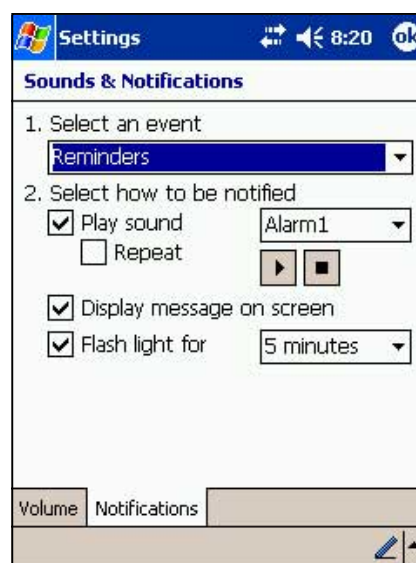 Settings 8:20 ok
Sounds & Notifications
1. Select an event
Reminders
2. Select how to be notified
Play sound Alarm1
Repeat
Display message on screen
Flash light for 5 minutes
Volume Notifications